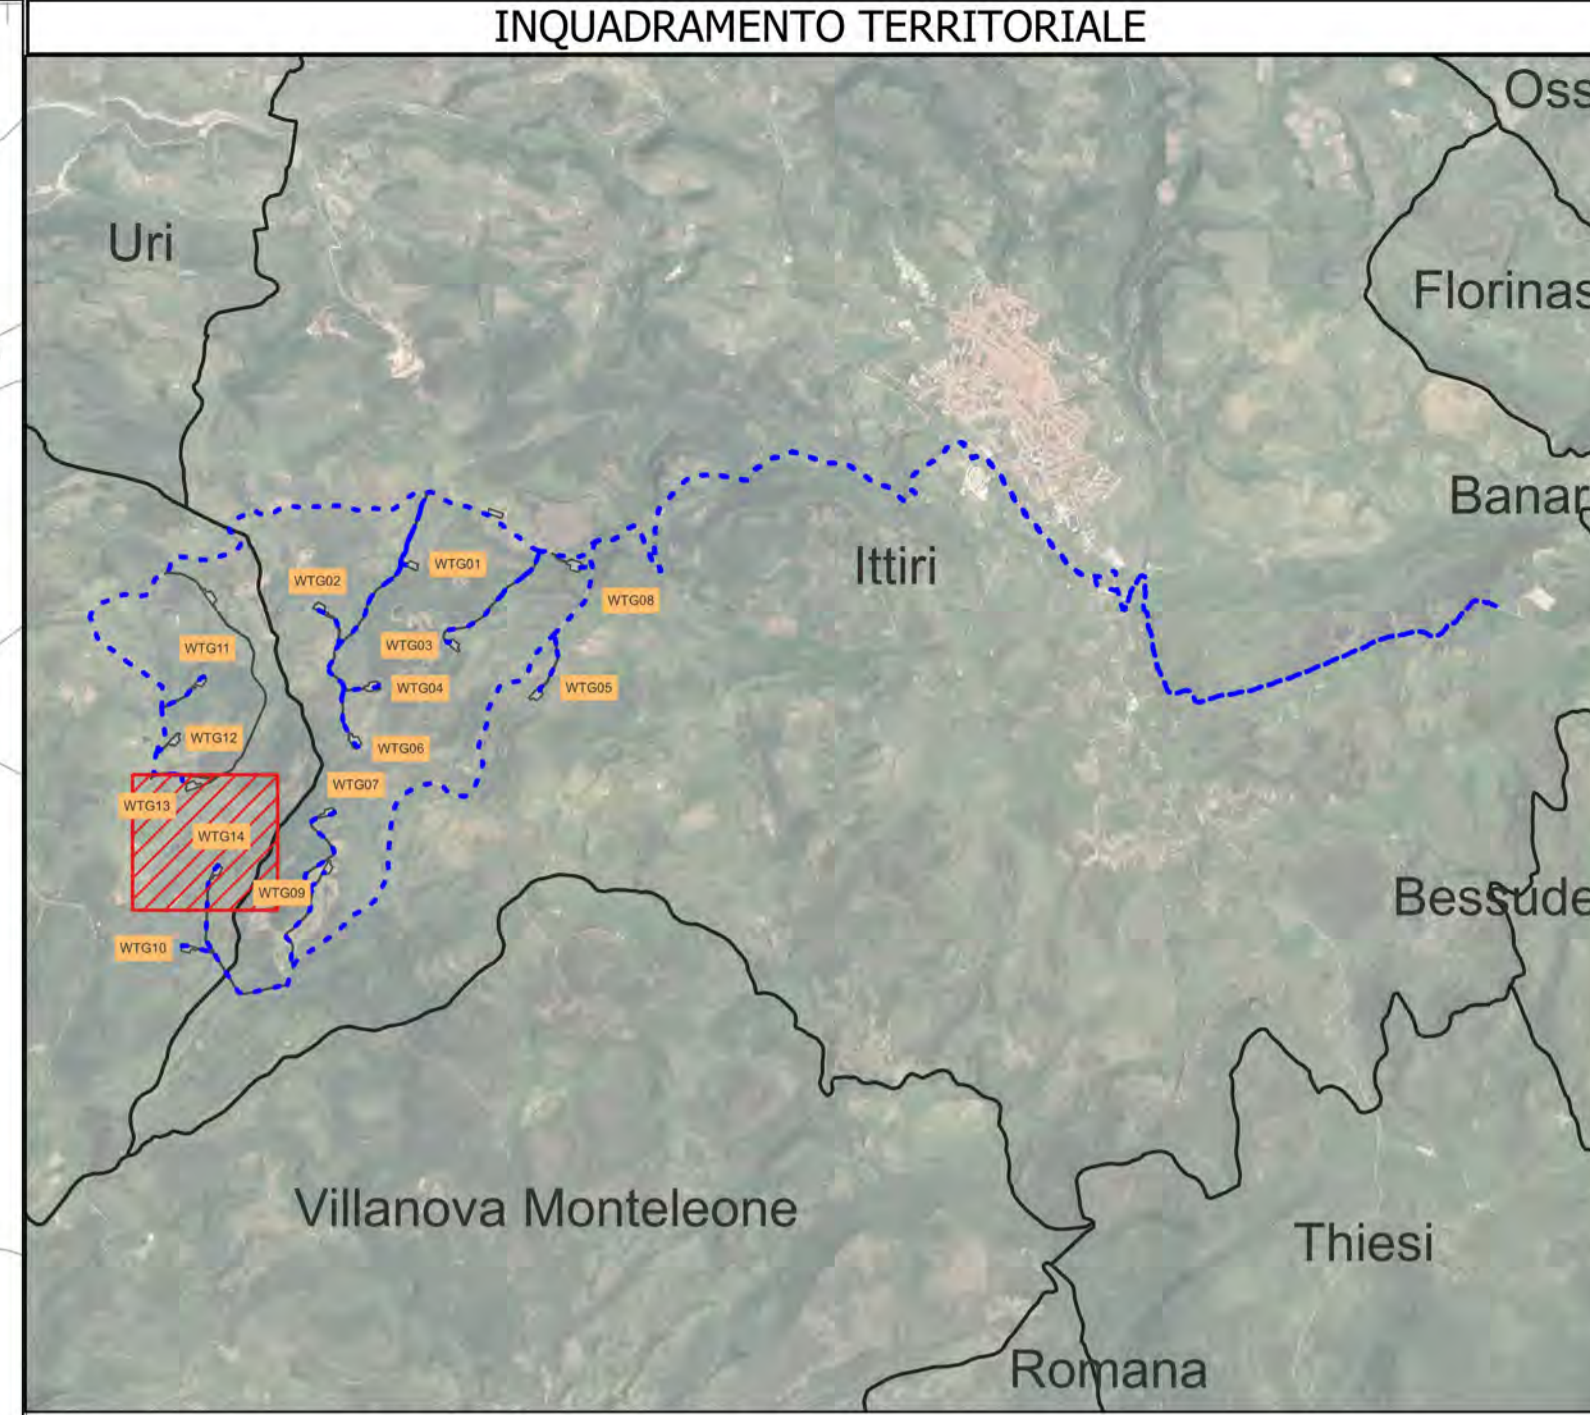 INQUADRAMENTO TERRITORIALE
Oss
Uri
Florinas
Banar
Ittiri
WTG01
WTG02
WTG08
WTG03
WTG11
WTG04
WTG05
WTG12
WTG06
WTG07
WTG13
WTG14
WTG09
Bessude
WTG10
Villanova Monteleone
Thiesi
Romana